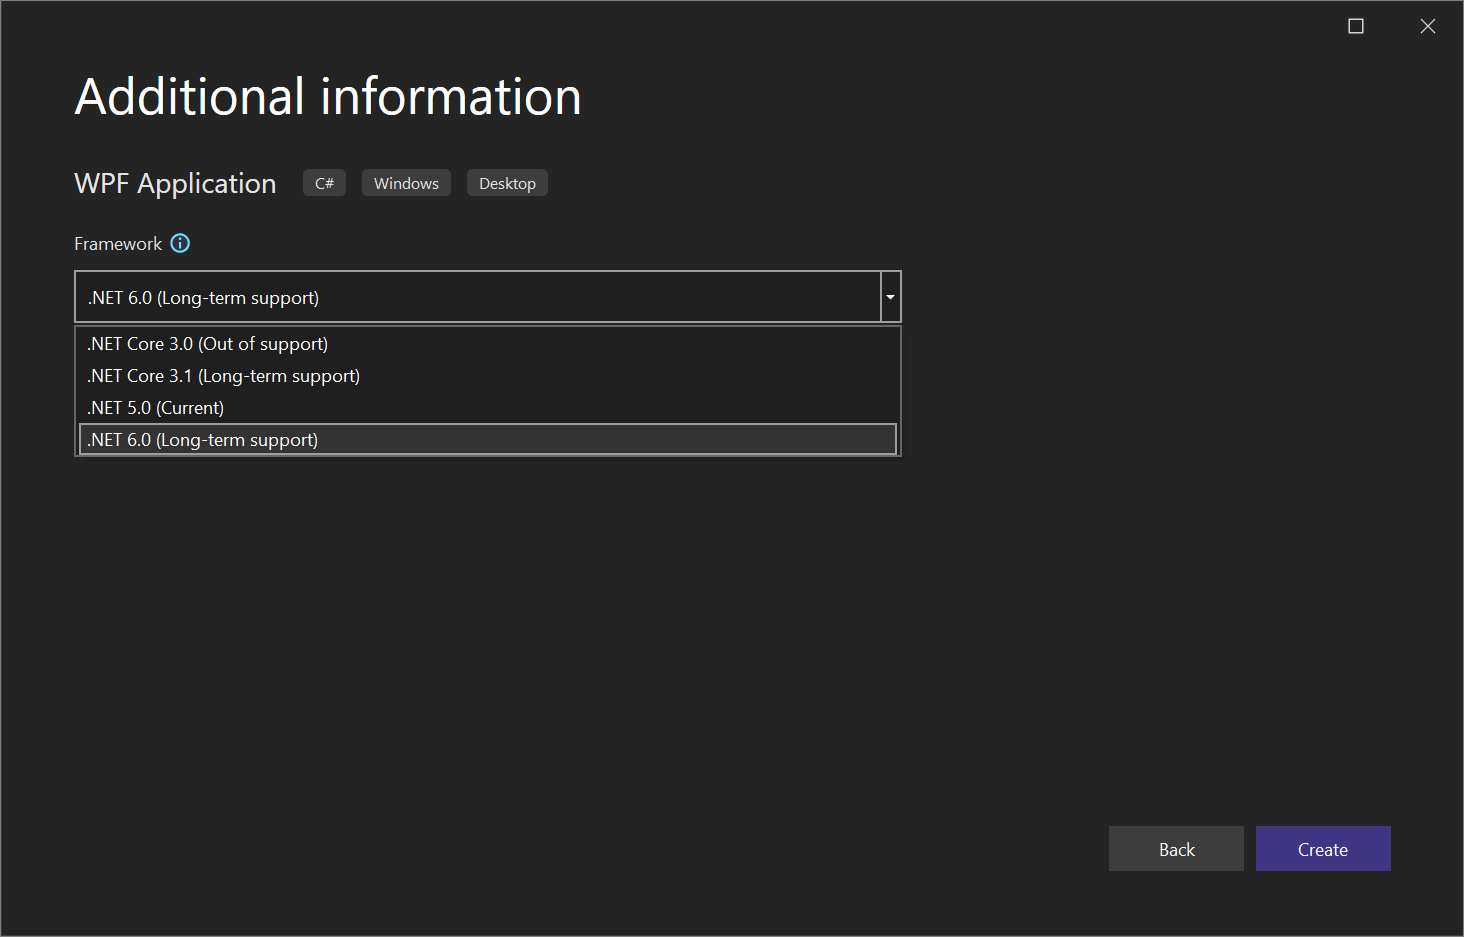 Additional information
WPF Application C# Windows Desktop
Framework
.NET 6.0 (Long-term support)
.NET Core 3.0 (Out of support)
.NET Core 3.1 (Long-term support)
.NET 5.0 (Current)
.NET 6.0 (Long-term support)
Back Create